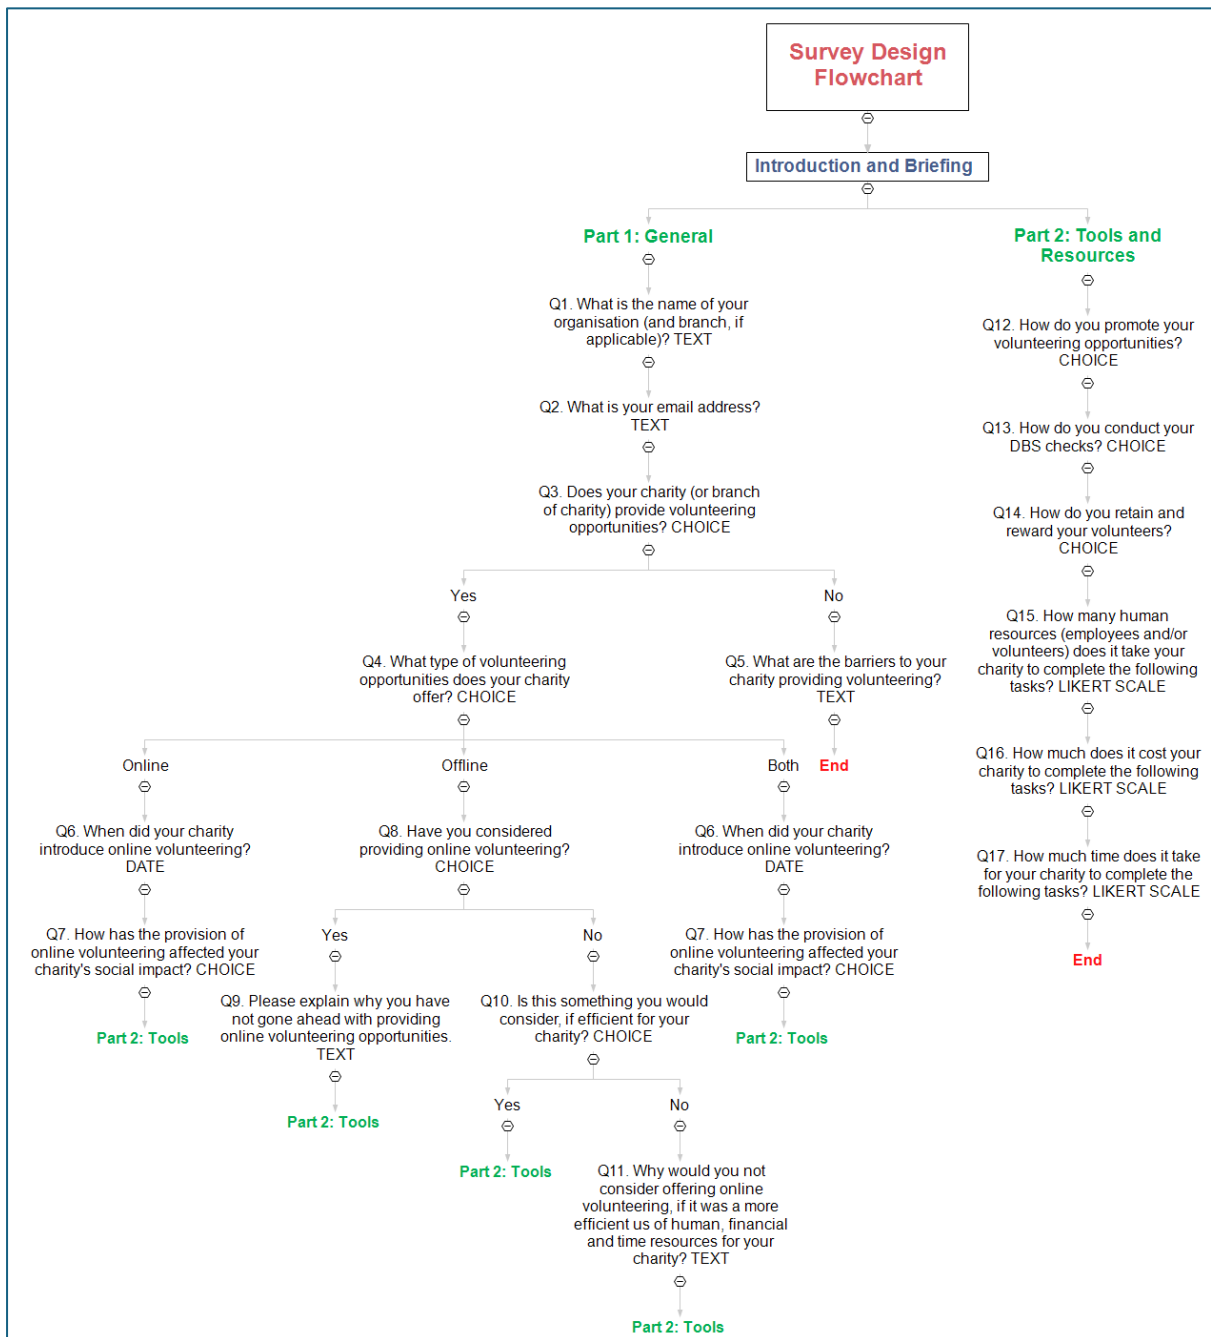 Survey Design
Flowchart
Introduction and Briefing
Part 1: General
Q1. What is the name of your
organisation (and branch, if
applicable)? TEXT
Q2. What is your email address?
TEXT
Q3. Does your charity (or branch
of charity) provide volunteering
opportunities? CHOICE
Yes
No
Q4. What type of volunteering
opportunities does your charity
offer? CHOICE
Q5. What are the barriers to your
charity providing volunteering?
TEXT
End
Online
Offline
Both
Q6. When did your charity
introduce online volunteering?
DATE
Q7. How has the provision of
online volunteering affected your
charity's social impact? CHOICE
Part 2: Tools
Q8. Have you considered
providing online volunteering?
CHOICE
Yes
No
Q9. Please explain why you have
not gone ahead with providing
online volunteering opportunities.
TEXT
Part 2: Tools
Q10. Is this something you would
consider, if efficient for your
charity? CHOICE
Yes
No
Part 2: Tools
Q11. Why would you not
consider offering online
volunteering, if it was a more
efficient us of human, financial
and time resources for your
charity? TEXT
Part 2: Tools
Q6. When did your charity
introduce online volunteering?
DATE
Q7. How has the provision of
online volunteering affected your
charity's social impact? CHOICE
Part 2: Tools
Part 2: Tools and
Resources
Q12. How do you promote your
volunteering opportunities?
CHOICE
Q13. How do you conduct your
DBS checks? CHOICE
Q14. How do you retain and
reward your volunteers?
CHOICE
Q15. How many human
resources (employees and/or
volunteers) does it take your
charity to complete the following
tasks? LIKERT SCALE
Q16. How much does it cost your
charity to complete the following
tasks? LIKERT SCALE
Q17. How much time does it take
for your charity to complete the
following tasks? LIKERT SCALE
End